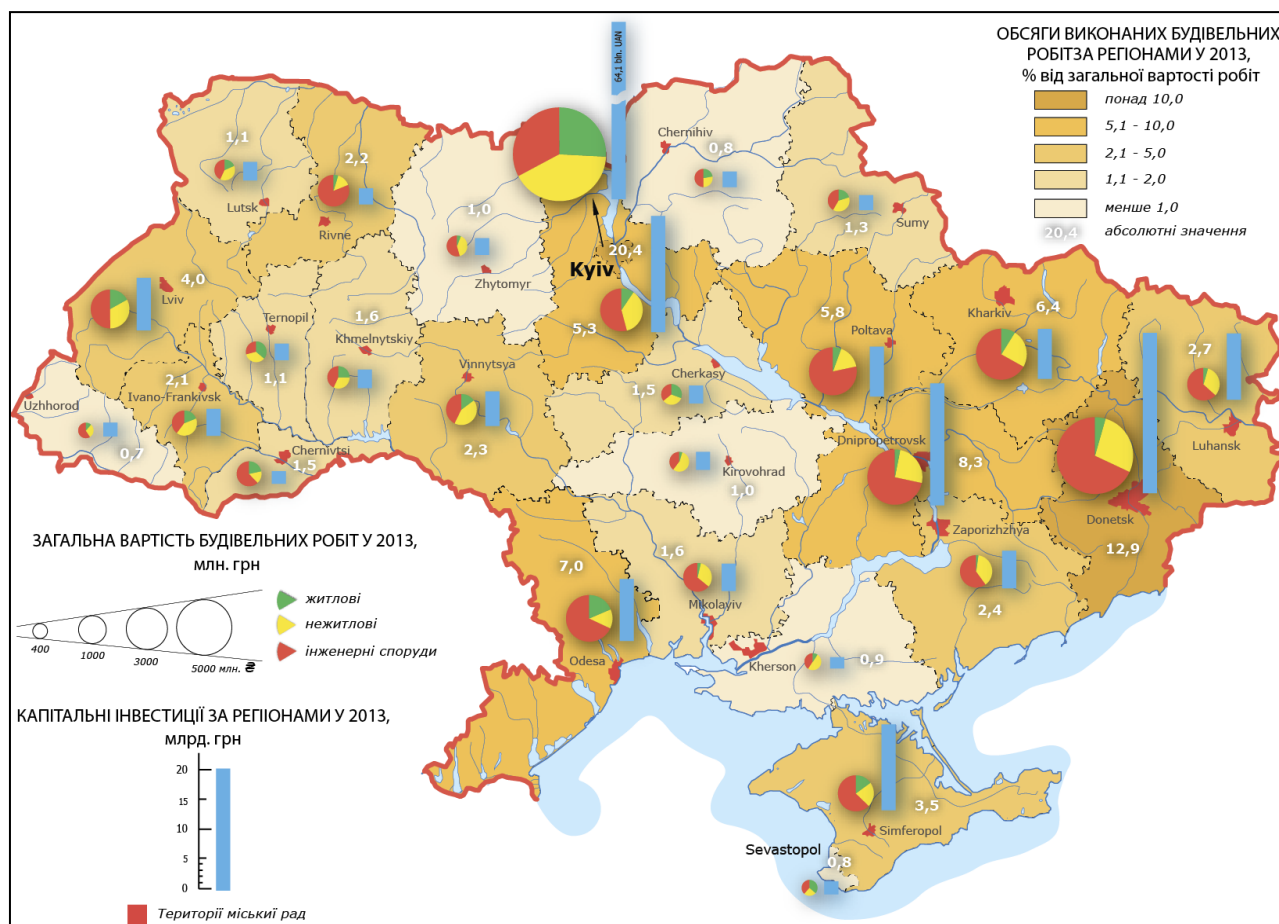 ОБСЯГИ ВИКОНАНИХ БУДІВЕЛЬНИХ
РОБІТЗА РЕГІОНАМИ У 2013,
% від загальної вартості робіт
понад 10,0
5,1 - 10,0
2,1 - 5,0
1,1 - 2,0
менше 1,0
20,4 абсолютні значення
64,1 bln. UAN
Chernihiv
0,8
1,1
Lutsk
2,2
Rivne
1,0
Zhytomyr
20,4
Kyiv
5,3
1,3
Sumy
4,0
Lviv
Ternopil
1,1
1,6
Khmelnytskiy
Vinnytsya
2,3
Cherkasy
1,5
5,8
Poltava
Kharkiv
6,4
2,7
Luhansk
Uzhhorod
0,7
2,1
Ivano-Frankivsk
Chernivtsi
1,5
Kirovohrad
1,0
Dnipropetrovsk
8,3
Donetsk
12,9
Zaporizhzhya
2,4
7,0
Odesa
1,6
Mikolayiv
Kherson
0,9
3,5
Simferopol
Sevastopol
0,8
ЗАГАЛЬНА ВАРТІСТЬ БУДІВЕЛЬНИХ РОБІТ У 2013,
млн. грн
400
1000
3000
5000 млн. ₴
житлові
нежитлові
інженерні споруди
КАПІТАЛЬНІ ІНВЕСТИЦІЇ ЗА РЕГІІОНАМИ У 2013,
млрд. грн
20
15
10
5
0
Території міськиї рад